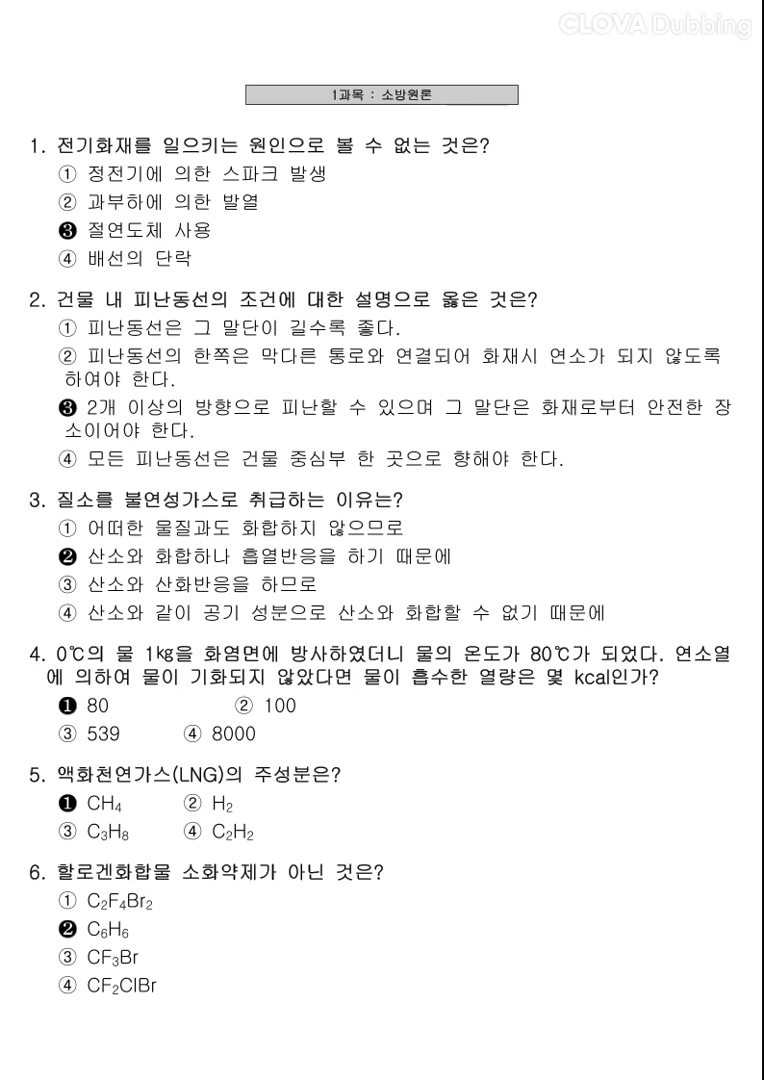 CLOVA Dubbing
1과목 : 소방원론
1. 전기화재를 일으키는 원인으로 볼 수 없는 것은?
① 정전기에 의한 스파크 발생
② 과부하에 의한 발열
❸ 절연도체 사용
④ 배선의 단락
2. 건물 내 피난동선의 조건에 대한 설명으로 옳은 것은?
① 피난동선은 그 말단이 길수록 좋다.
② 피난동선의 한쪽은 막다른 통로와 연결되어 화재시 연소가 되지 않도록
하여야 한다.
❸ 2개 이상의 방향으로 피난할 수 있으며 그 말단은 화재로부터 안전한 장
소이어야 한다.
④ 모든 피난동선은 건물 중심부 한 곳으로 향해야 한다.
3. 질소를 불연성가스로 취급하는 이유는?
① 어떠한 물질과도 화합하지 않으므로
❷ 산소와 화합하나 흡열반응을 하기 때문에
③ 산소와 산화반응을 하므로
④ 산소와 같이 공기 성분으로 산소와 화합할 수 없기 때문에
4. 0℃의 물 1㎏을 화염면에 방사하였더니 물의 온도가 80℃가 되었다. 연소열
에 의하여 물이 기화되지 않았다면 물이 흡수한 열량은 몇 kcal인가?
❶ 80 ② 100
③ 539 ④ 8000
5. 액화천연가스(LNG)의 주성분은?
❶ CH₄ ② H₂
③ C₃H₈ ④ C₂H₂
6. 할로겐화합물 소화약제가 아닌 것은?
① C₂F₄Br₂
❷ C₆H₆
③ CF₃Br
④ CF₂ClBr